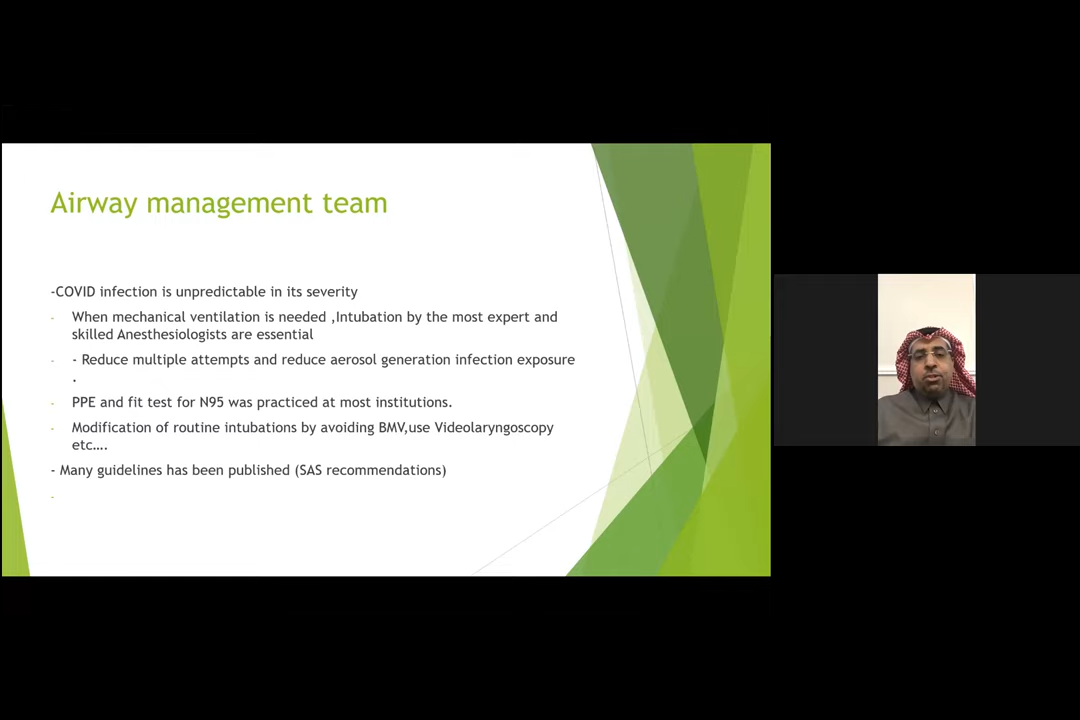 Airway management team
-COVID infection is unpredictable in its severity
- When mechanical ventilation is needed ,Intubation by the most expert and
skilled Anesthesiologists are essential
- - Reduce multiple attempts and reduce aerosol generation infection exposure
.
- PPE and fit test for N95 was practiced at most institutions.
- Modification of routine intubations by avoiding BMV,use Videolaryngoscopy
etc....
- Many guidelines has been published (SAS recommendations)
-